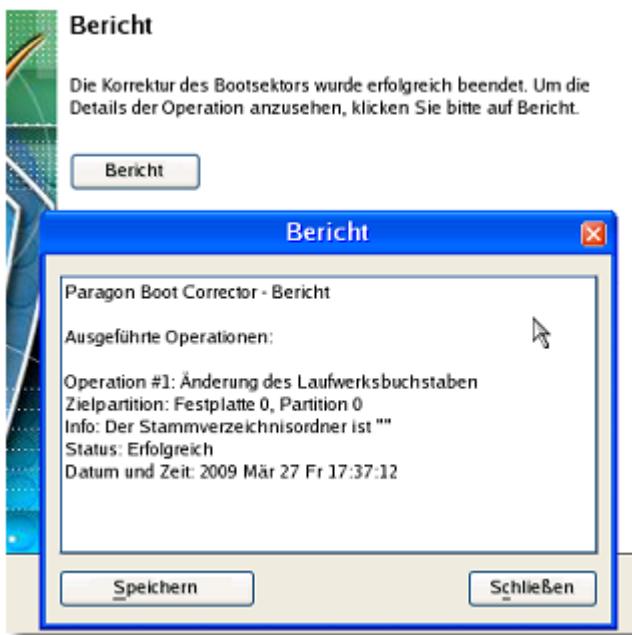 Bericht
Die Korrektur des Bootsektors wurde erfolgreich beendet. Um die
Details der Operation anzusehen, klicken Sie bitte auf Bericht.
Bericht
Bericht
Paragon Boot Corrector - Bericht
Ausgeführte Operationen:
Operation #1: Änderung des Laufwerksbuchstaben
Zielpartition: Festplatte 0, Partition 0
Info: Der Stammverzeichnisordner ist ""
Status: Erfolgreich
Datum und Zeit: 2009 Mär 27 Fr 17:37:12
Speichern
Schließen